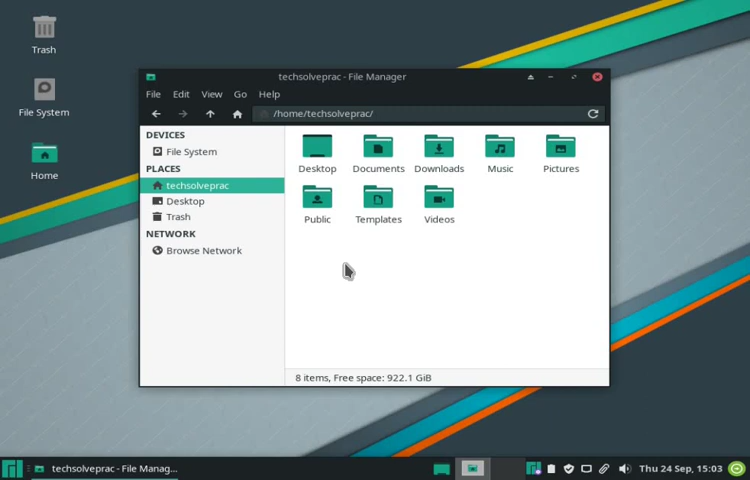 Trash
File System
Home
techsolveprac - File Manager
File Edit View Go Help
/home/techsolveprac/
DEVICES
File System
PLACES
techsolveprac
Desktop
Trash
NETWORK
Browse Network
Desktop Documents Downloads Music Pictures
Public Templates Videos
8 items, Free space: 922.1 GiB
techsolveprac - File Manag...
Thu 24 Sep, 15:03